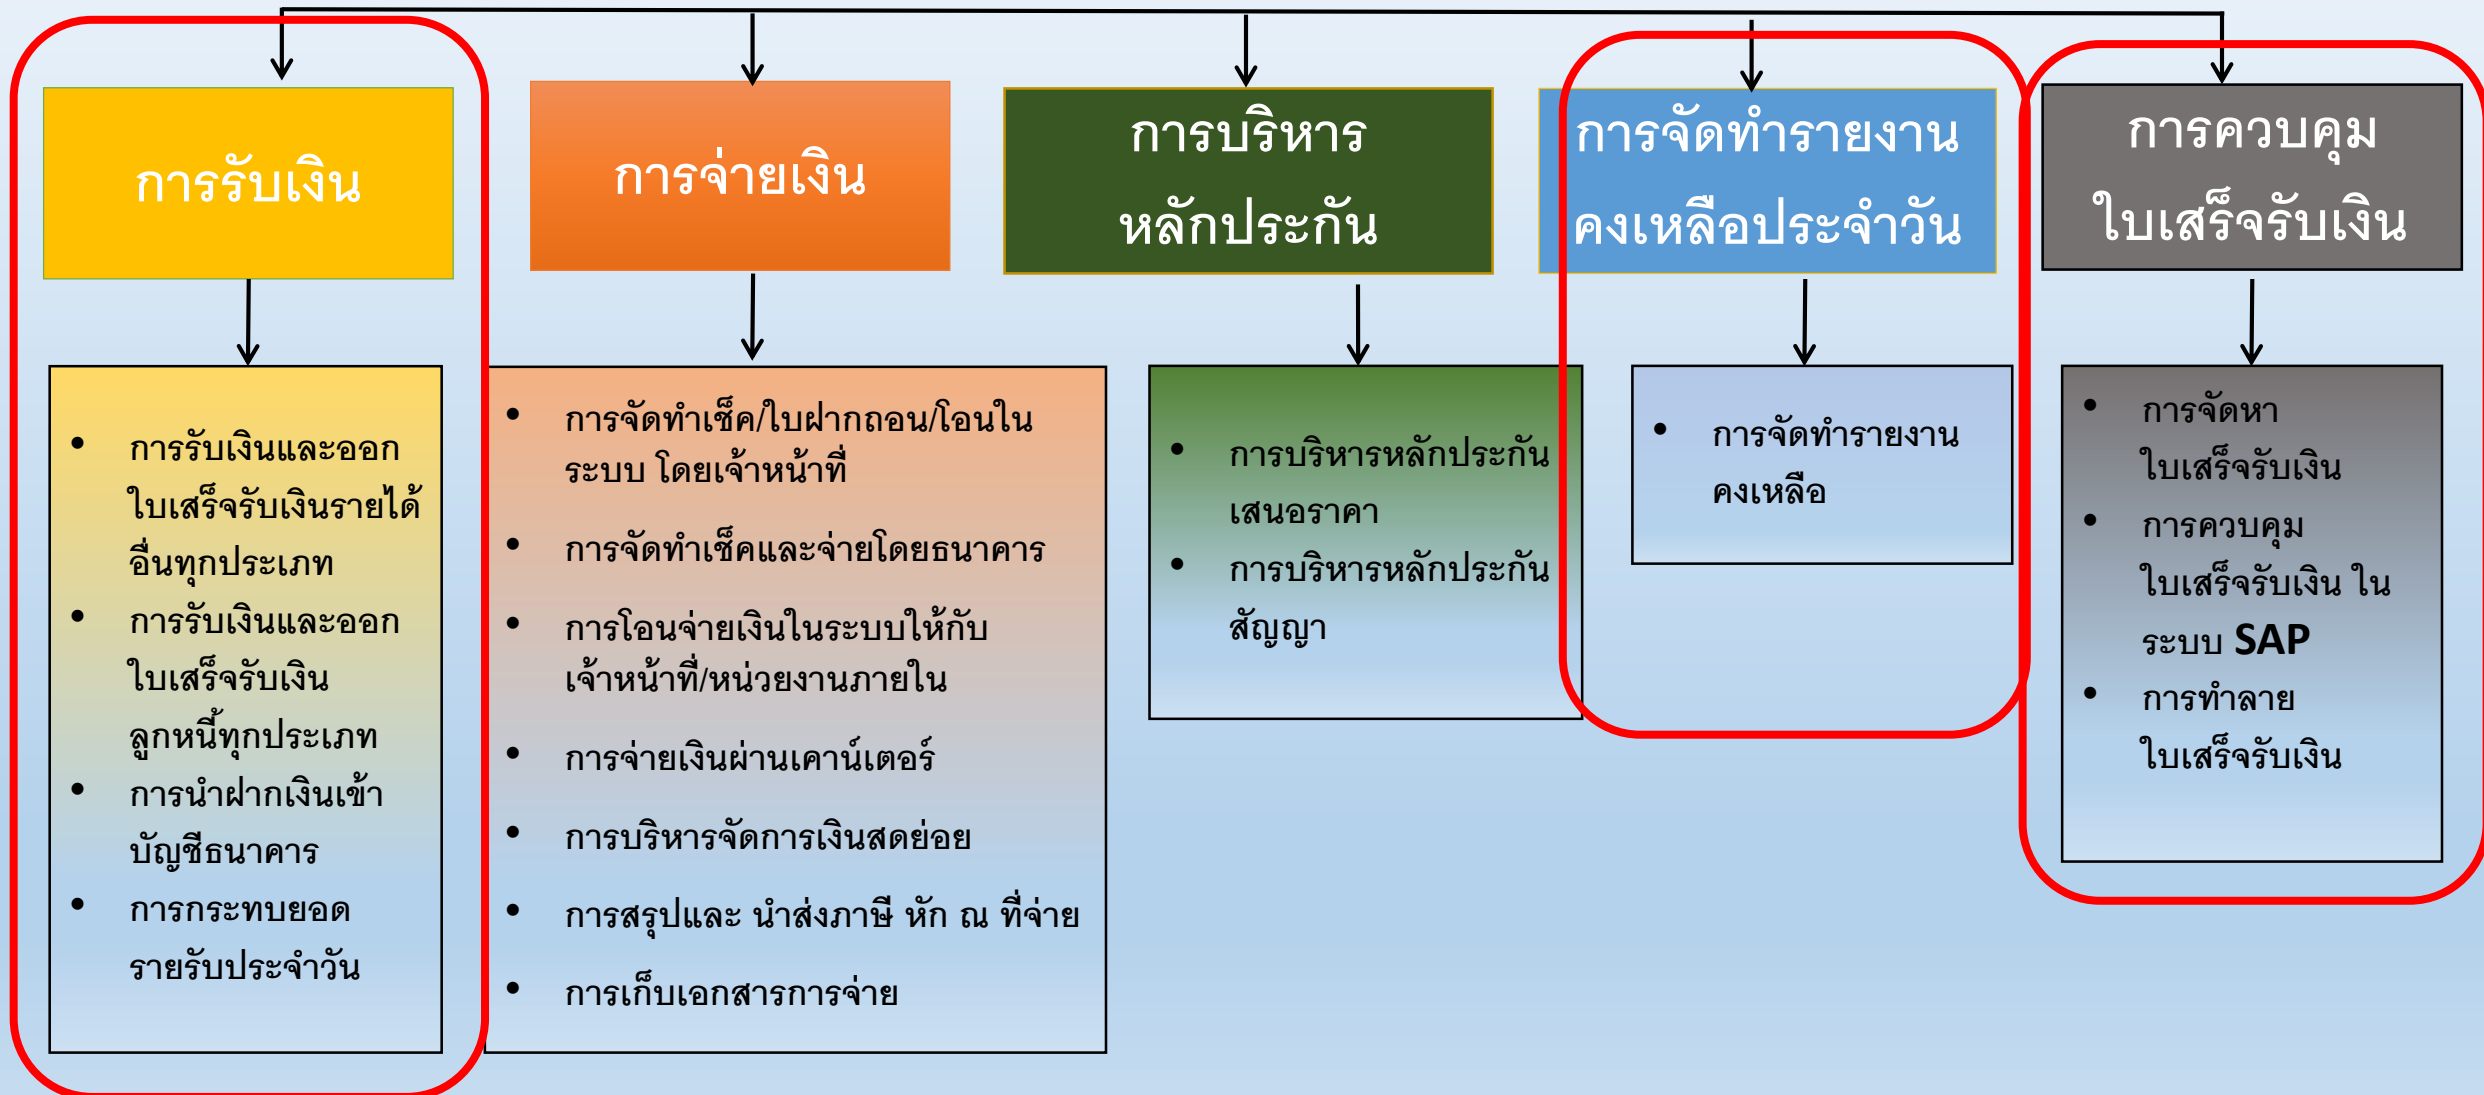 การรับเงิน
การจ่ายเงิน
การบริหาร
หลักประกัน
การจัดทำรายงาน
คงเหลือประจำวัน
การควบคุม
ใบเสร็จรับเงิน
• การรับเงินและออก
ใบเสร็จรับเงินรายได้
อื่นทุกประเภท
• การรับเงินและออก
ใบเสร็จรับเงิน
ลูกหนี้ทุกประเภท
• การนำฝากเงินเข้า
บัญชีธนาคาร
• การกระทบยอด
รายรับประจำวัน
• การจัดทำเช็ค/ใบฝากถอน/โอนใน
ระบบ โดยเจ้าหน้าที่
• การจัดทำเช็คและจ่ายโดยธนาคาร
• การโอนจ่ายเงินในระบบให้กับ
เจ้าหน้าที่/หน่วยงานภายใน
• การจ่ายเงินผ่านเคาน์เตอร์
• การบริหารจัดการเงินสดย่อย
• การสรุปและ นำส่งภาษี หัก ณ ที่จ่าย
• การเก็บเอกสารการจ่าย
• การบริหารหลักประกัน
เสนอราคา
• การบริหารหลักประกัน
สัญญา
• การจัดทำรายงาน
คงเหลือ
• การจัดหา
ใบเสร็จรับเงิน
• การควบคุม
ใบเสร็จรับเงิน ใน
ระบบ SAP
• การทำลาย
ใบเสร็จรับเงิน